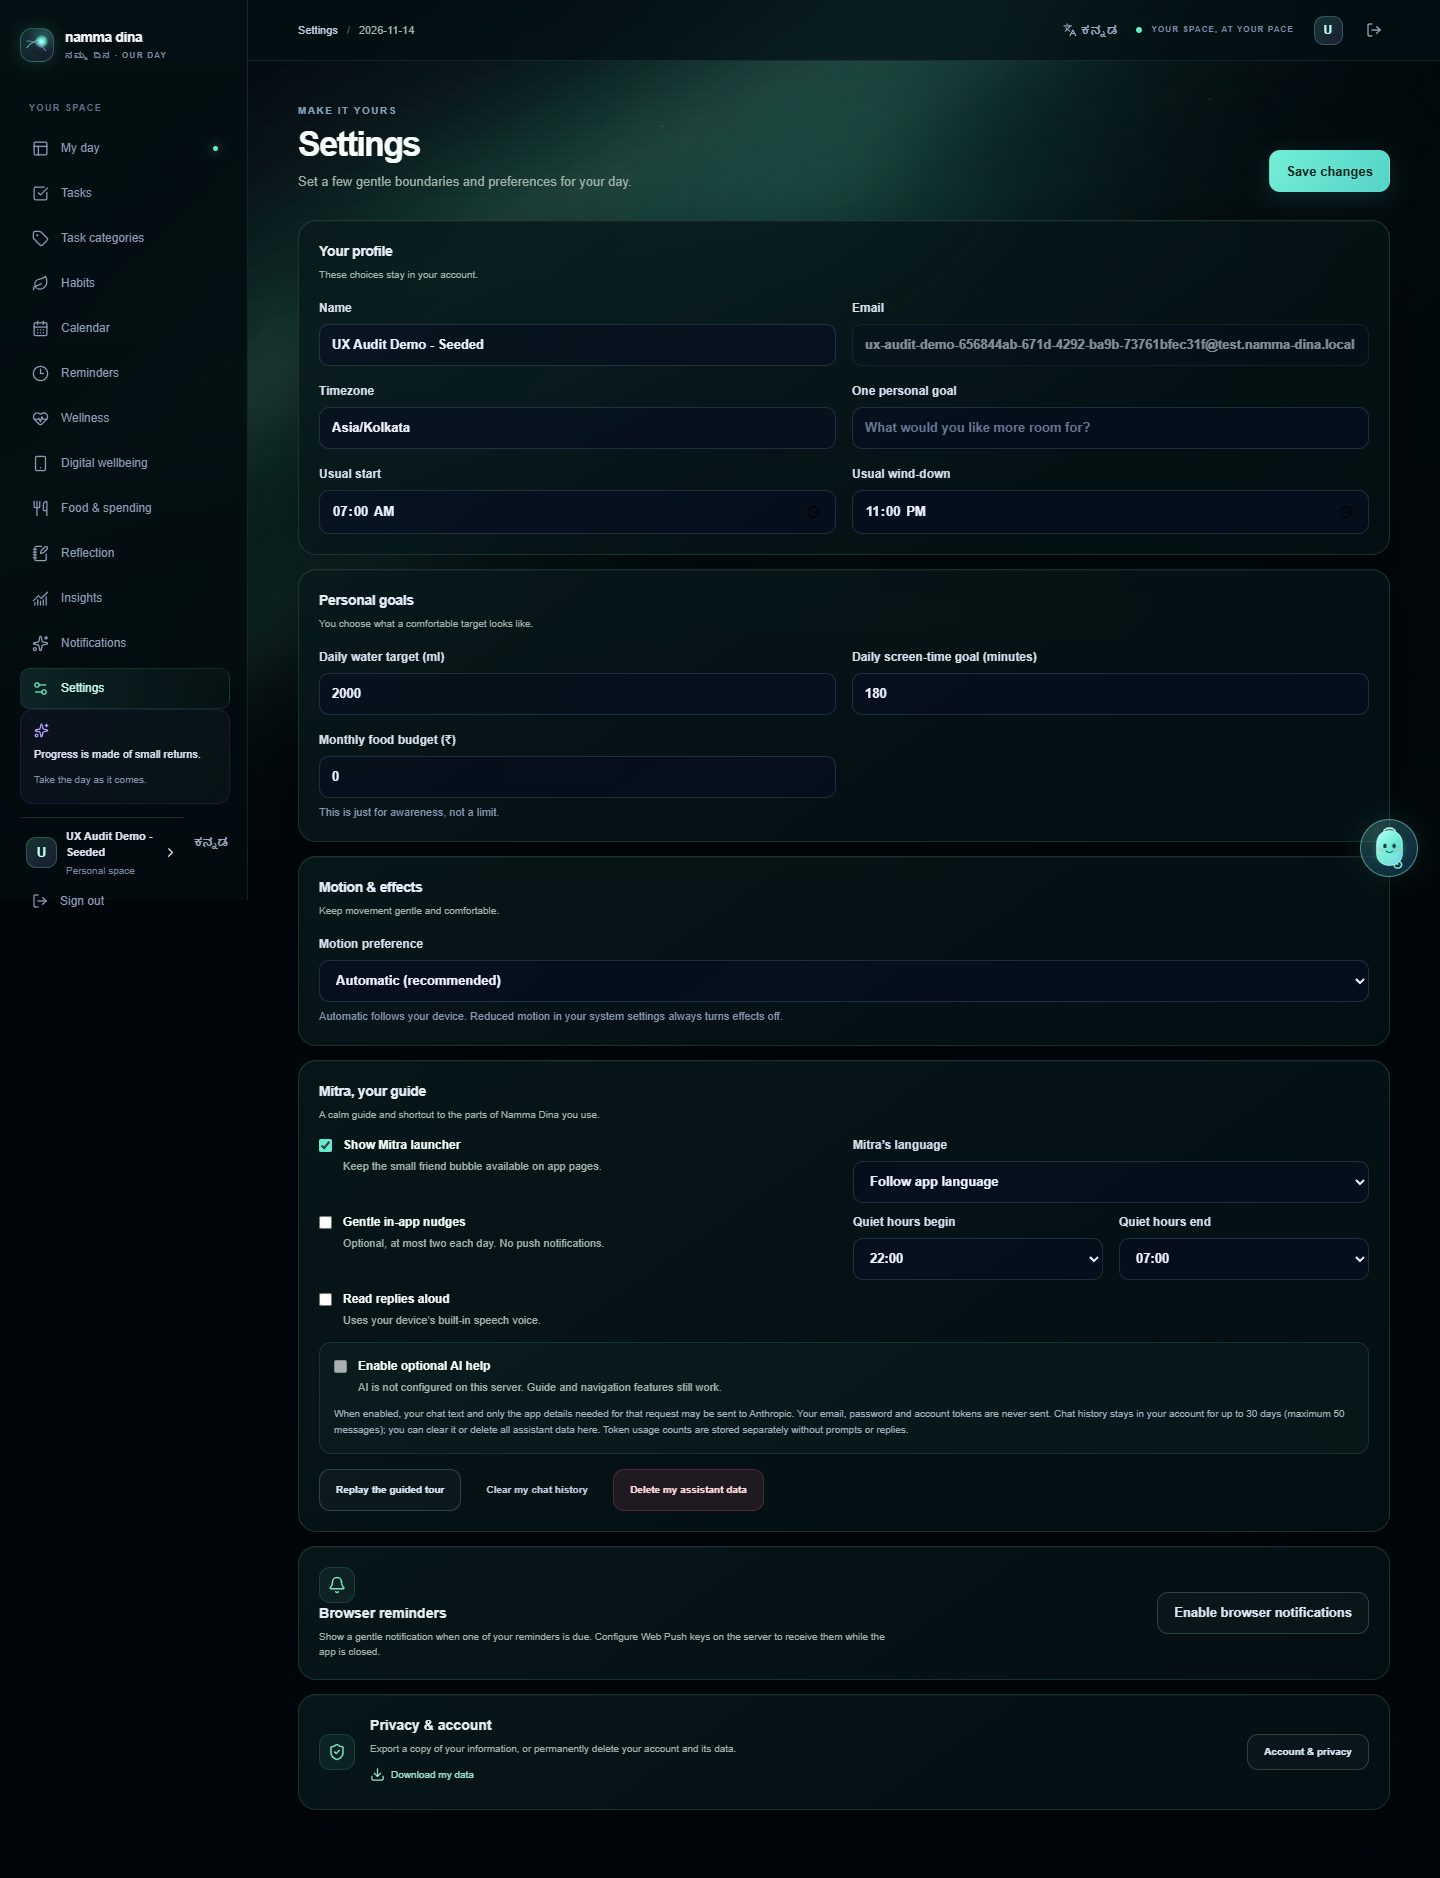 namma dina
ನಮ್ಮ ದಿನ · OUR DAY
YOUR SPACE
My day
Tasks
Task categories
Habits
Calendar
Reminders
Wellness
Digital wellbeing
Food & spending
Reflection
Insights
Notifications
Settings
Progress is made of small returns.
Take the day as it comes.
U
UX Audit Demo - Seeded
Personal space
ಕನ್ನಡ
Sign out
Settings / 2026-11-14
ಕನ್ನಡ
YOUR SPACE, AT YOUR PACE
U
MAKE IT YOURS
Settings
Set a few gentle boundaries and preferences for your day.
Save changes
Your profile
These choices stay in your account.
Name
Email
UX Audit Demo - Seeded
ux-audit-demo-656844ab-671d-4292-ba9b-73761bfec31f@test.namma-dina.local
Timezone
One personal goal
Asia/Kolkata
What would you like more room for?
Usual start
Usual wind-down
07:00 AM
11:00 PM
Personal goals
You choose what a comfortable target looks like.
Daily water target (ml)
Daily screen-time goal (minutes)
2000
180
Monthly food budget (₹)
0
This is just for awareness, not a limit.
Motion & effects
Keep movement gentle and comfortable.
Motion preference
Automatic (recommended)
Automatic follows your device. Reduced motion in your system settings always turns effects off.
Mitra, your guide
A calm guide and shortcut to the parts of Namma Dina you use.
Show Mitra launcher
Keep the small friend bubble available on app pages.
Mitra’s language
Follow app language
Gentle in-app nudges
Optional, at most two each day. No push notifications.
Quiet hours begin
Quiet hours end
22:00
07:00
Read replies aloud
Uses your device’s built-in speech voice.
Enable optional AI help
AI is not configured on this server. Guide and navigation features still work.
When enabled, your chat text and only the app details needed for that request may be sent to Anthropic. Your email, password and account tokens are never sent. Chat history stays in your account for up to 30 days (maximum 50
messages); you can clear it or delete all assistant data here. Token usage counts are stored separately without prompts or replies.
Replay the guided tour
Clear my chat history
Delete my assistant data
Browser reminders
Show a gentle notification when one of your reminders is due. Configure Web Push keys on the server to receive them while the
app is closed.
Enable browser notifications
Privacy & account
Export a copy of your information, or permanently delete your account and its data.
Download my data
Account & privacy